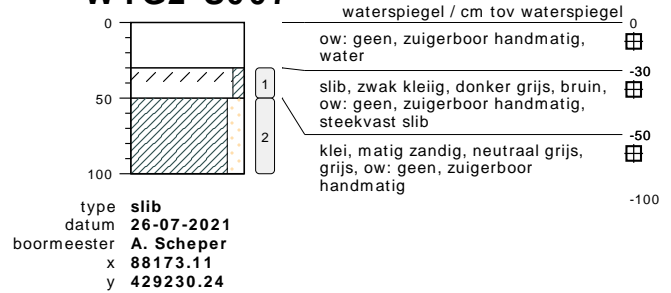 waterspiegel / cm tov waterspiegel
0
0
ow: geen, zuigerboor handmatig,
water
-30
1
slib, zwak kleiig, donker grijs, bruin,
ow: geen, zuigerboor handmatig,
steekvast slib
50
-50
2
klei, matig zandig, neutraal grijs,
grijs, ow: geen, zuigerboor
handmatig
100
-100
type slib
datum 26-07-2021
boormeester A. Scheper
x 88173.11
y 429230.24